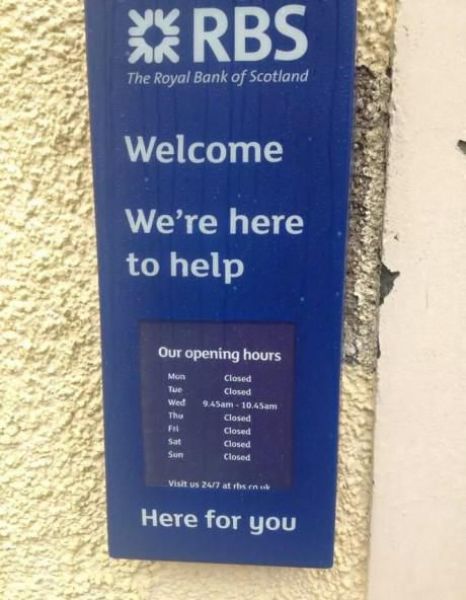 RBS
The Royal Bank of Scotland
Welcome
We're here
to help
Our opening hours
Mon Closed
Tue Closed
Wed 9.45am - 10.45am
Thu Closed
Fri Closed
Sat Closed
Sun Closed
Visit us 24/7 at rbs.co.uk
Here for you